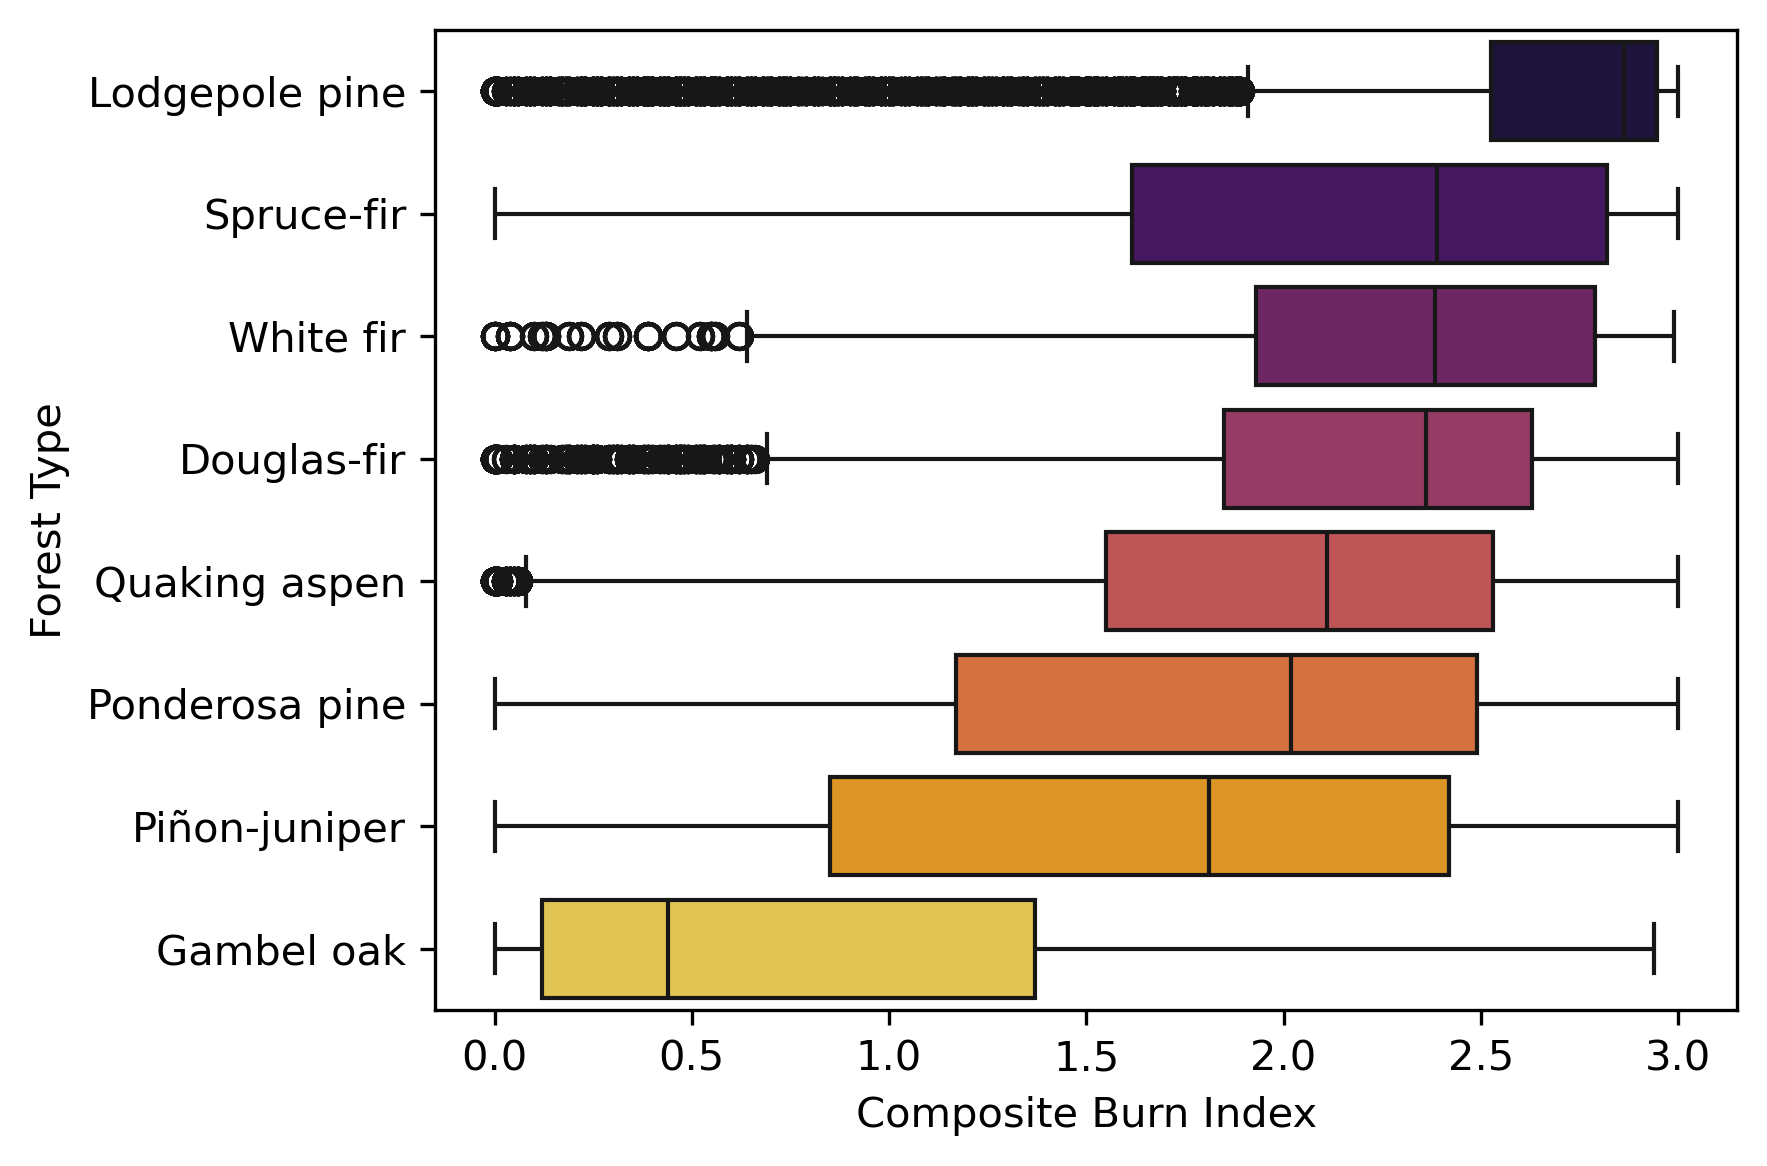 Forest Type
Lodgepole pine
Spruce-fir
White fir
Douglas-fir
Quaking aspen
Ponderosa pine
Piñon-juniper
Gambel oak
0.0 0.5 1.0 1.5 2.0 2.5 3.0
Composite Burn Index